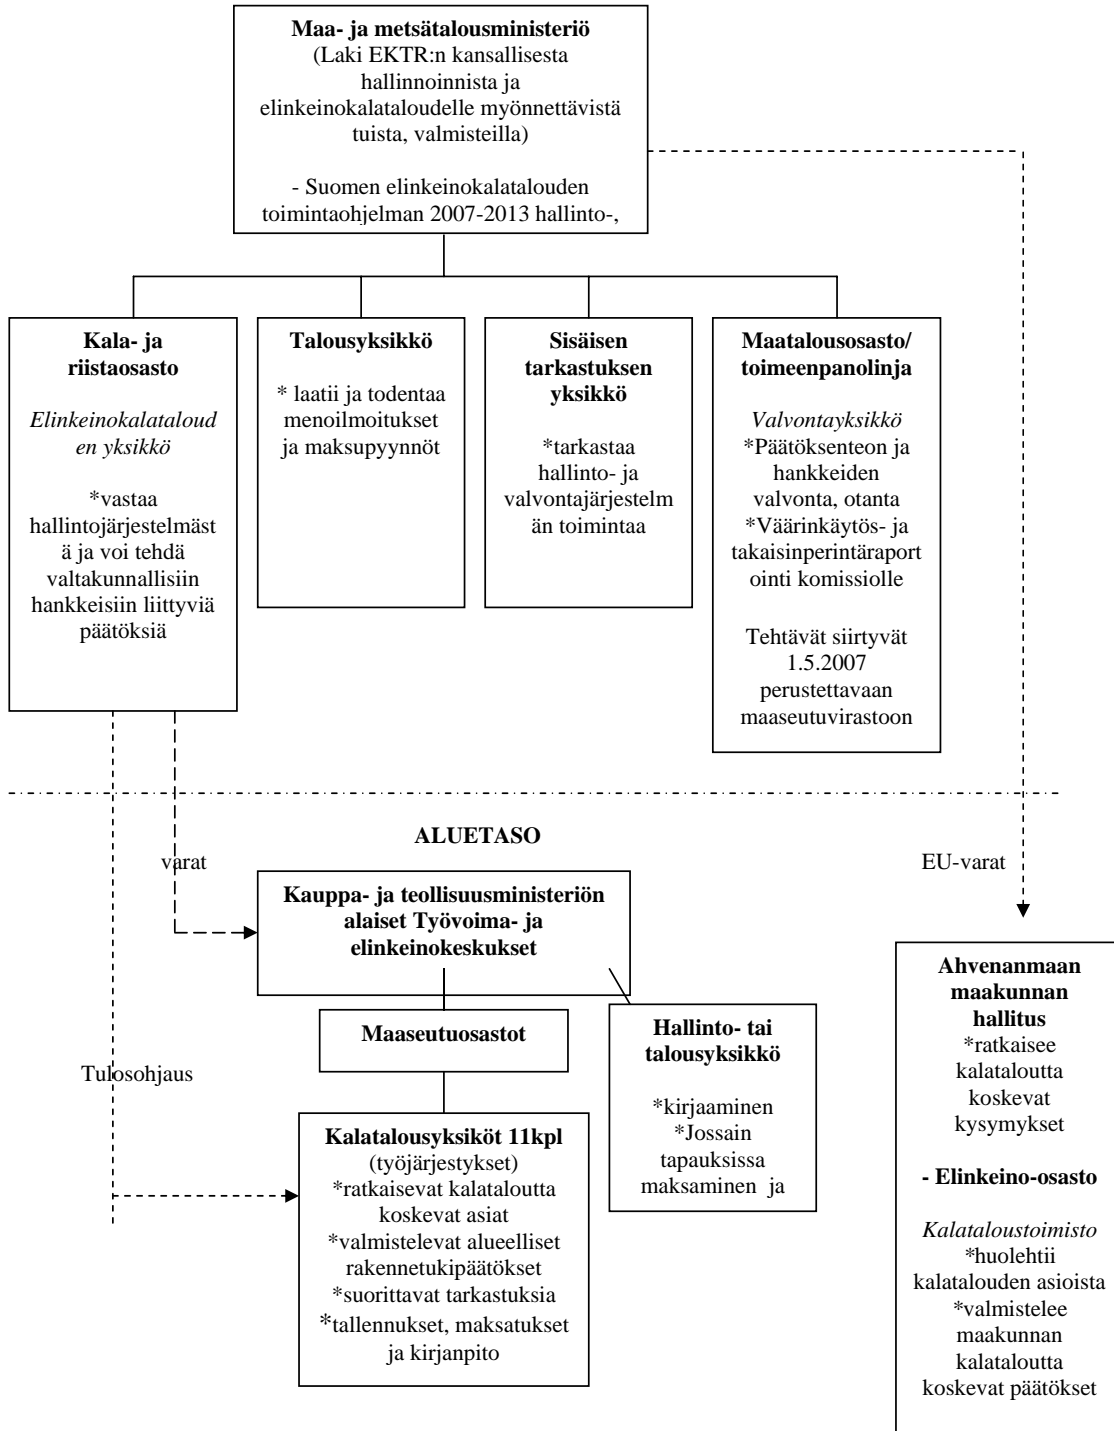 Maa- ja metsätalousministeriö
(Laki EKTR:n kansallisesta
hallinnoinnista ja
elinkeinokalataloudelle myönnettävistä
tuista, valmisteilla)
- Suomen elinkeinokalatalouden
toimintaohjelman 2007-2013 hallinto-,
Kala- ja
riistaosasto
Elinkeinokalataloud
en yksikkö
*vastaa
hallintojärjestelmäst
ä ja voi tehdä
valtakunnallisiin
hankkeisiin liittyviä
päätöksiä
Talousyksikkö
* laatii ja todentaa
menoilmoitukset
ja maksupyynnöt
Sisäisen
tarkastuksen
yksikkö
*tarkastaa
hallinto- ja
valvontajärjestelm
än toimintaa
Maatalousosasto/
toimeenpanolinja
Valvontayksikkö
*Päätöksenteon ja
hankkeiden
valvonta, otanta
*Väärinkäytös- ja
takaisinperintäraport
ointi komissiolle
Tehtävät siirtyvät
1.5.2007
perustettavaan
maaseutuvirastoon
ALUETASO
varat
EU-varat
Kauppa- ja teollisuusministeriön
alaiset Työvoima- ja
elinkeinokeskukset
Maaseutuosastot
Hallinto- tai
talousyksikkö
*kirjaaminen
*Jossain
tapauksissa
maksaminen ja
Tulosohjaus
Kalatalousyksiköt 11kpl
(työjärjestykset)
*ratkaisevat kalataloutta
koskevat asiat
*valmistelevat alueelliset
rakennetukipäätökset
*suorittavat tarkastuksia
*tallennukset, maksatukset
ja kirjanpito
Ahvenanmaan
maakunnan
hallitus
*ratkaisee
kalataloutta
koskevat
kysymykset
- Elinkeino-osasto
Kalataloustoimisto
*huolehtii
kalatalouden asioista
*valmistelee
maakunnan
kalataloutta
koskevat päätökset